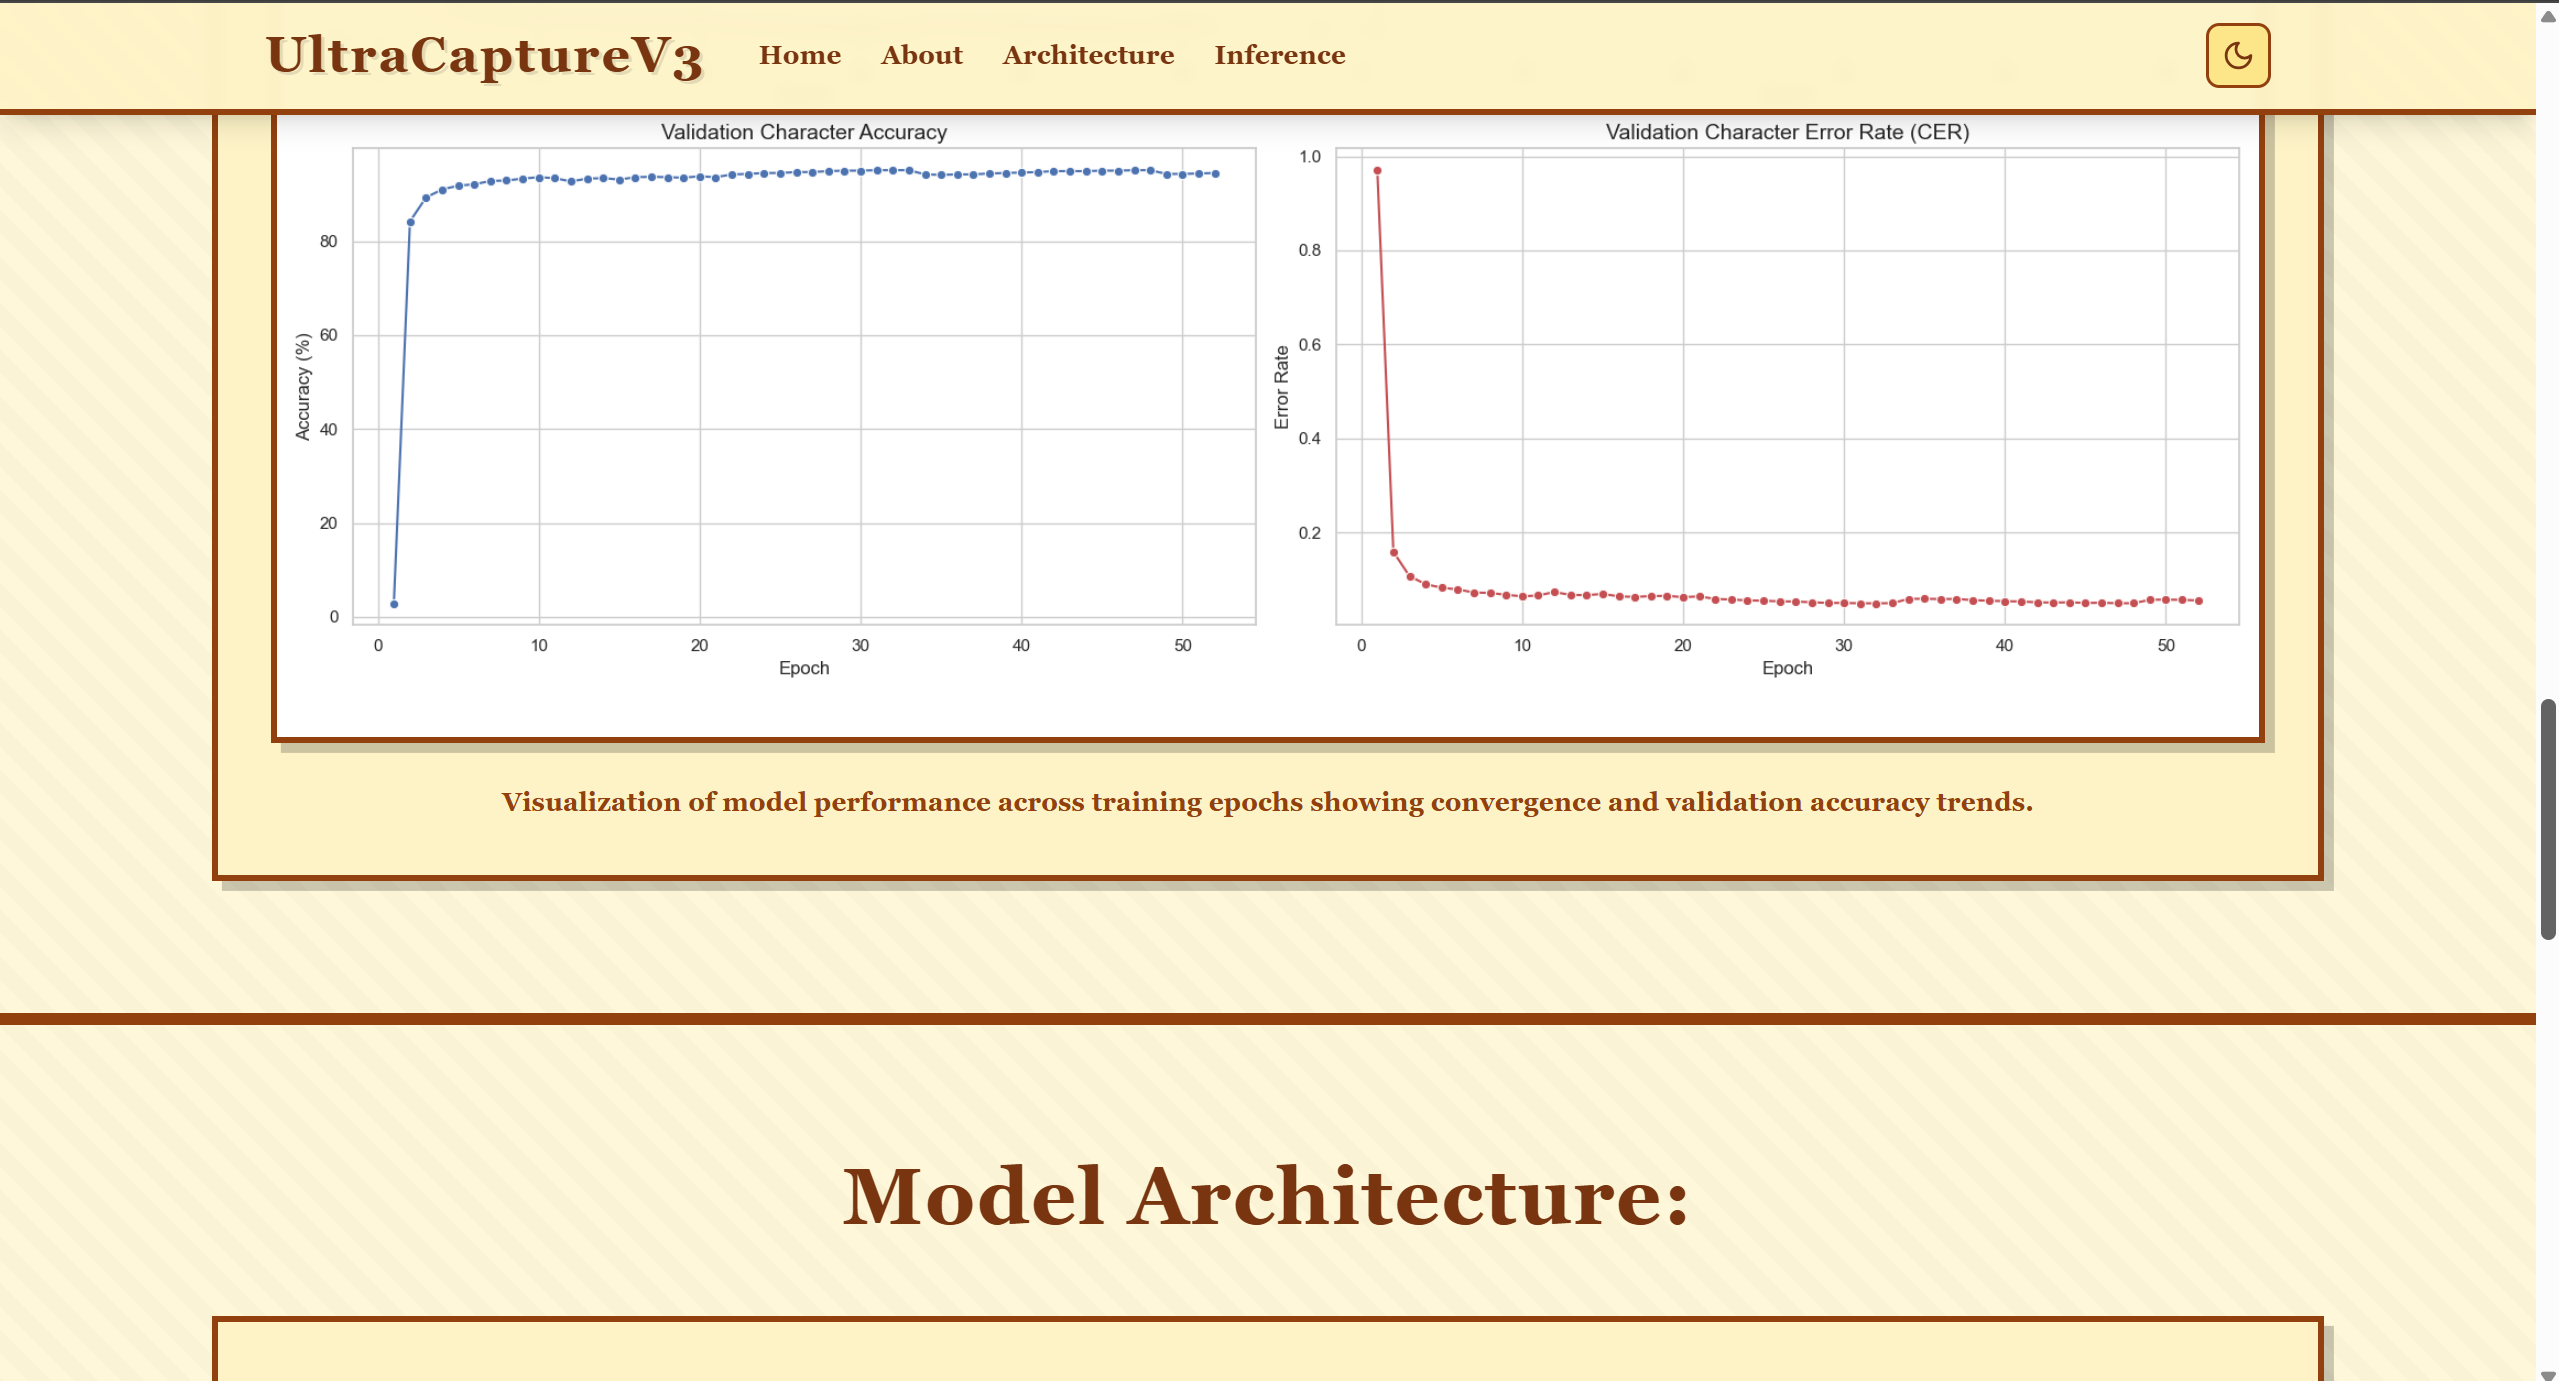 UltraCaptureV3 Home About Architecture Inference
Validation Character Accuracy
80
60
40
20
0
Accuracy (%)
0 10 20 30 40 50
Epoch
Validation Character Error Rate (CER)
1.0
0.8
0.6
0.4
0.2
Error Rate
0 10 20 30 40 50
Epoch
Visualization of model performance across training epochs showing convergence and validation accuracy trends.
Model Architecture: